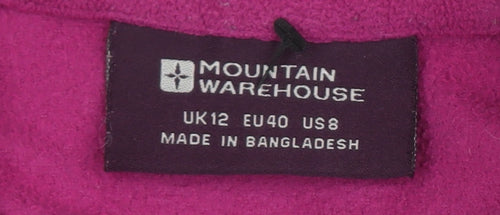 MOUNTAIN
WAREHOUSE
UK12 EU40 US8
MADE IN BANGLADESH